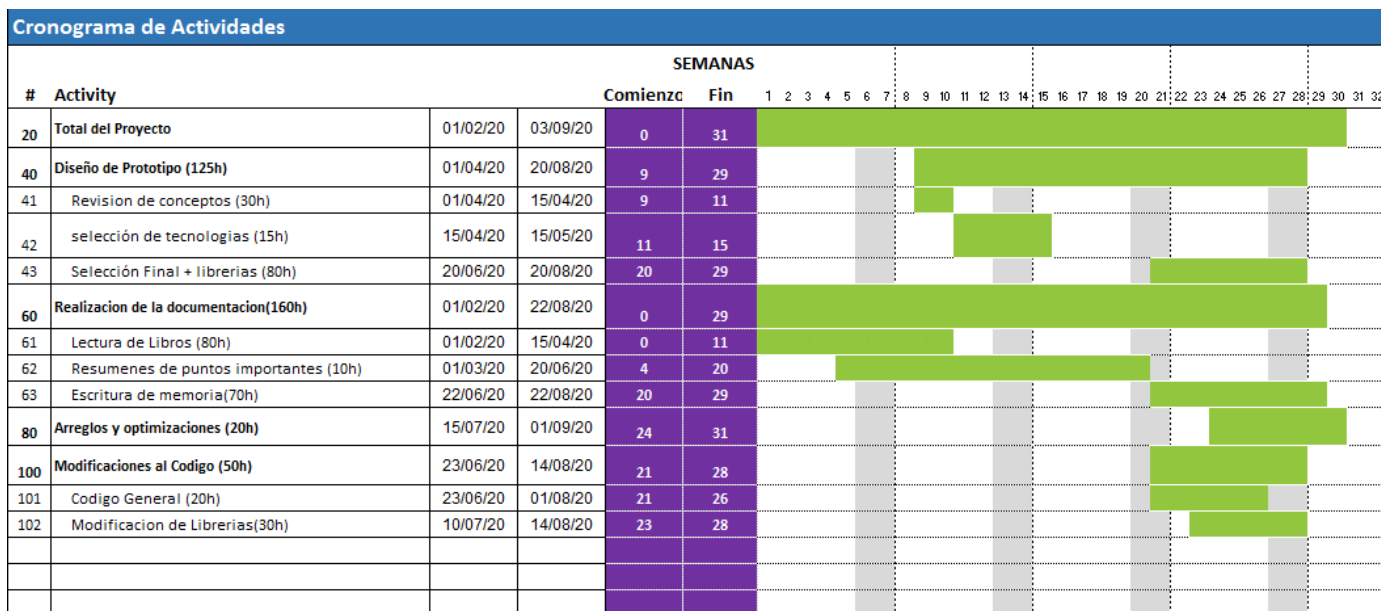 Cronograma de Actividades
SEMANAS
# Activity Comienzo Fin 1 2 3 4 5 6 7 8 9 10 11 12 13 14 15 16 17 18 19 20 21 22 23 24 25 26 27 28 29 30 31 32
20 Total del Proyecto 01/02/20 03/09/20 0 31
40 Diseño de Prototipo (125h) 01/04/20 20/08/20 9 29
41 Revision de conceptos (30h) 01/04/20 15/04/20 9 11
42 selección de tecnologias (15h) 15/04/20 15/05/20 11 15
43 Selección Final + librerias (80h) 20/06/20 20/08/20 20 29
60 Realizacion de la documentacion(160h) 01/02/20 22/08/20 0 29
61 Lectura de Libros (80h) 01/02/20 15/04/20 0 11
62 Resumenes de puntos importantes (10h) 01/03/20 20/06/20 4 20
63 Escritura de memoria(70h) 22/06/20 22/08/20 20 29
80 Arreglos y optimizaciones (20h) 15/07/20 01/09/20 24 31
100 Modificaciones al Codigo (50h) 23/06/20 14/08/20 21 28
101 Codigo General (20h) 23/06/20 01/08/20 21 26
102 Modificacion de Librerias(30h) 10/07/20 14/08/20 23 28